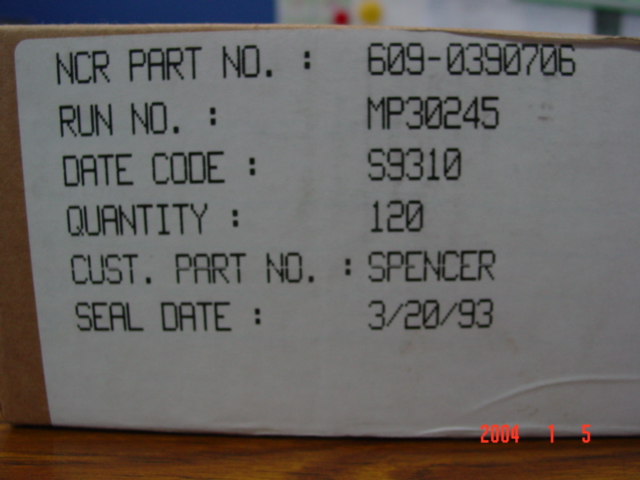 NCR PART NO. : 609-0390706
RUN NO. : MP30245
DATE CODE : S9310
QUANTITY : 120
CUST. PART NO. : SPENCER
SEAL DATE : 3/20/93
2004 1 5